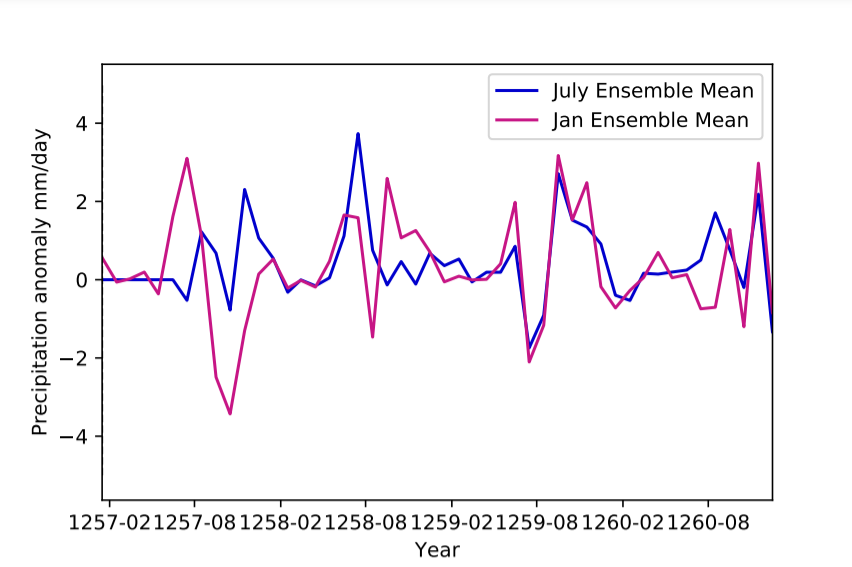 July Ensemble Mean
Jan Ensemble Mean
Precipitation anomaly mm/day
4
2
0
−2
−4
1257-02 1257-08 1258-02 1258-08 1259-02 1259-08 1260-02 1260-08
Year